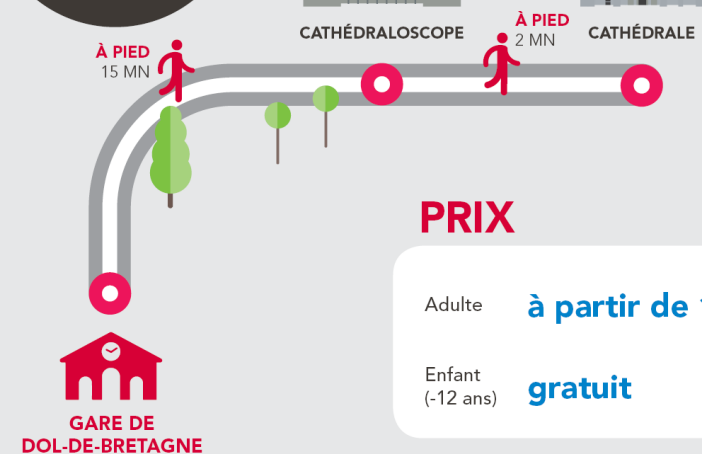 À PIED
15 MN
CATHÉDRALOSCOPE
À PIED
2 MN
CATHÉDRALE
PRIX
Adulte
à partir de
Enfant
(-12 ans)
gratuit
GARE DE
DOL-DE-BRETAGNE